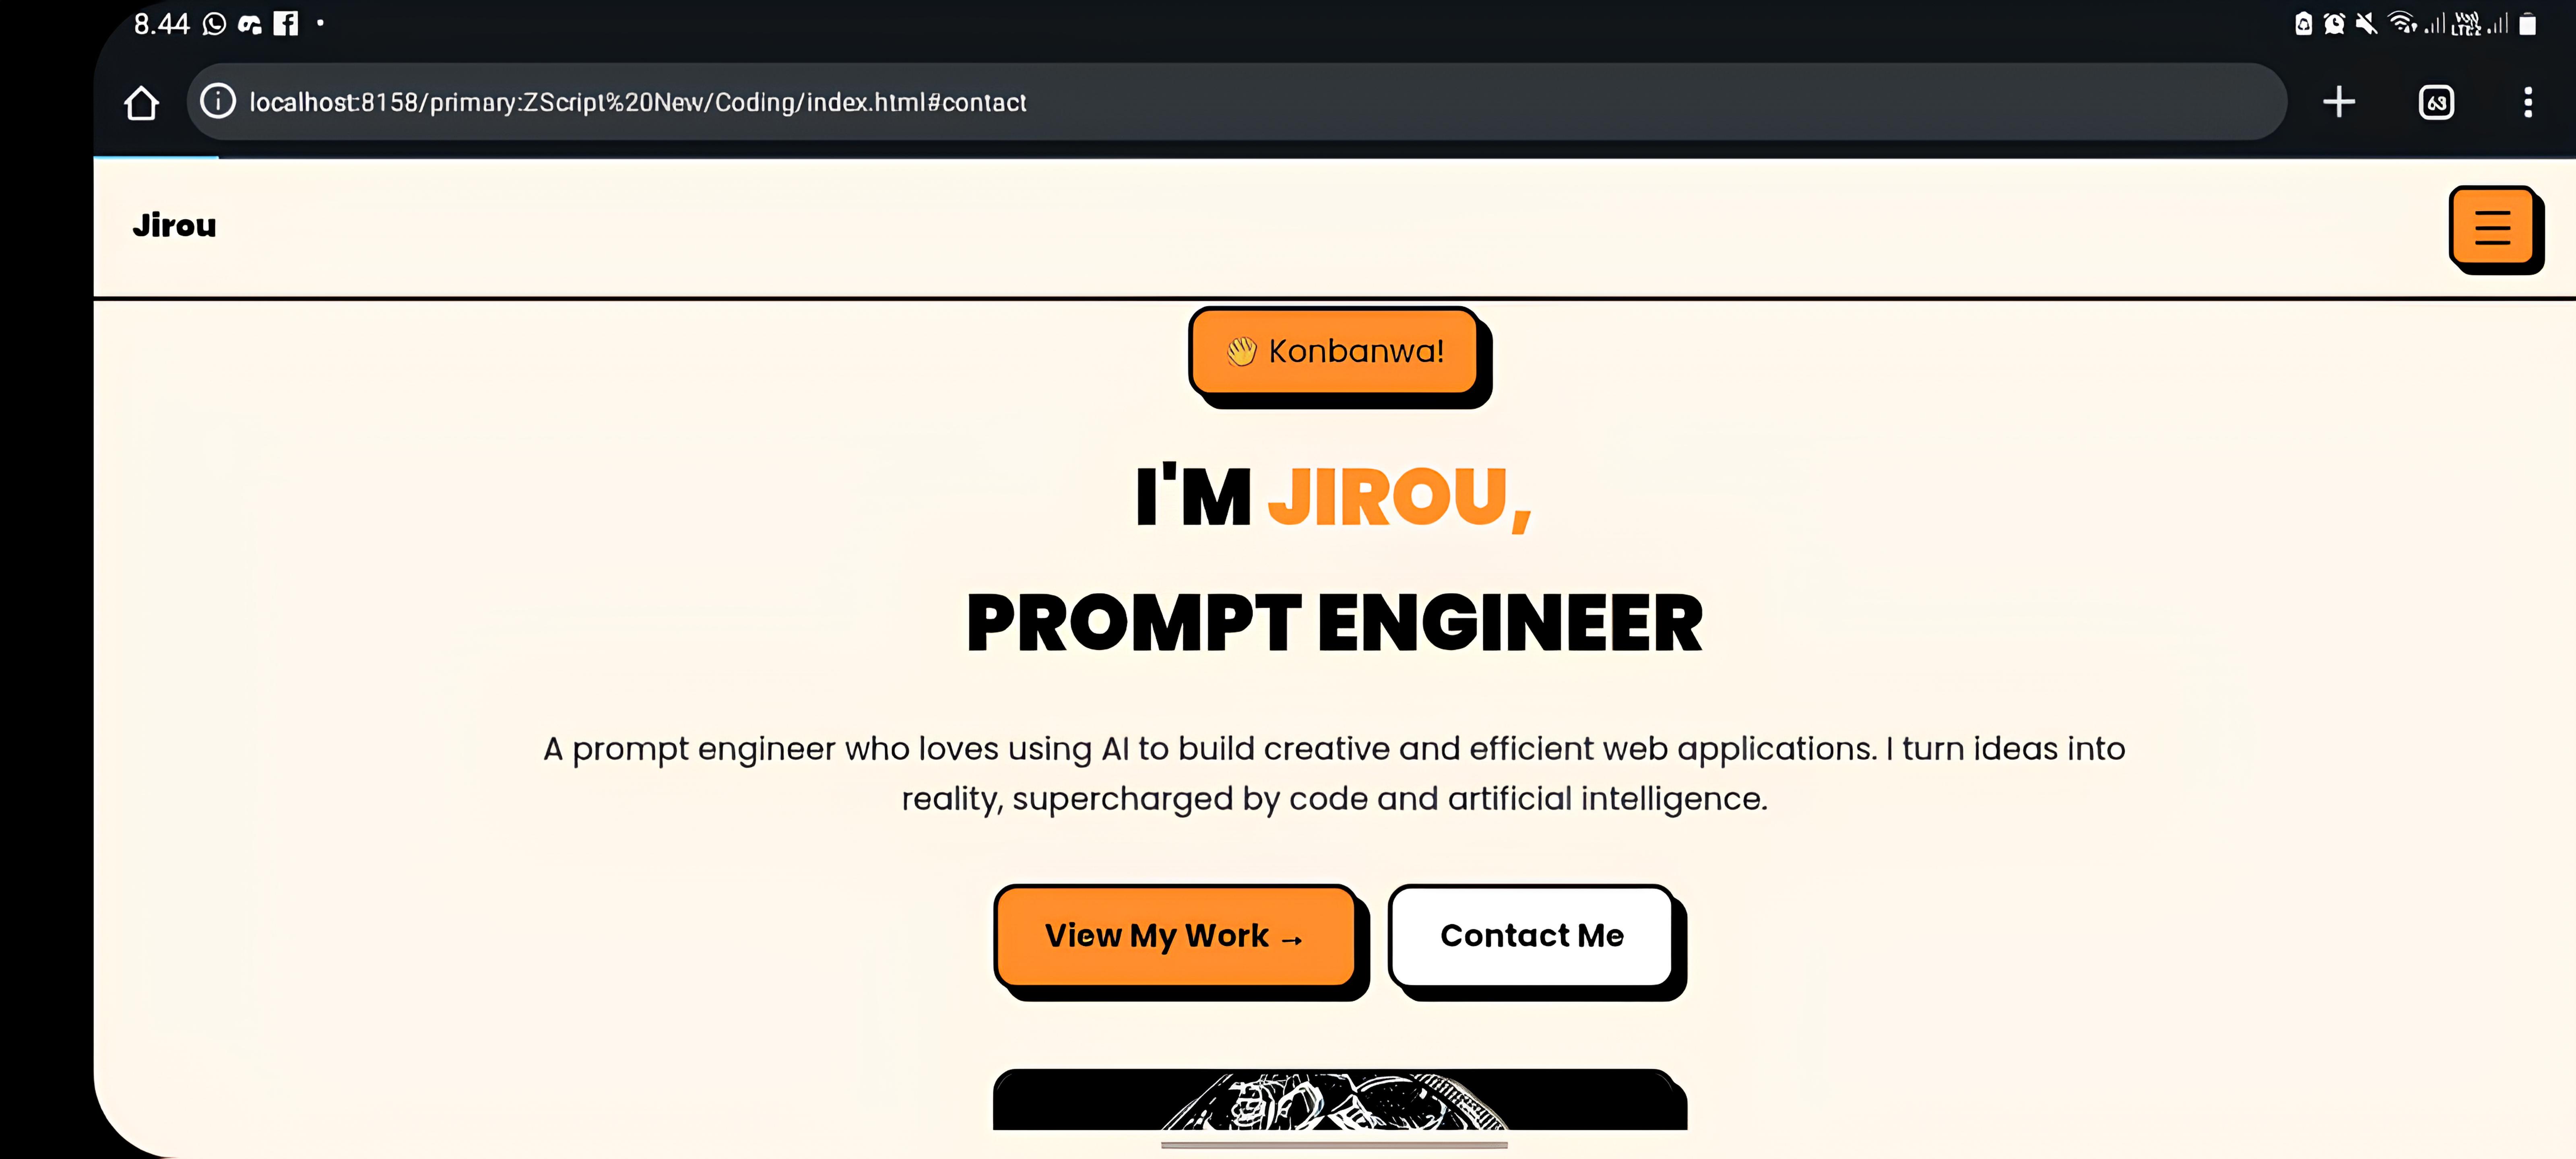 8.44
localhost:8158/primary:ZScript%20New/Coding/index.html#contact
63
Jirou
👋 Konbanwa!
I'M JIROU,
PROMPT ENGINEER
A prompt engineer who loves using AI to build creative and efficient web applications. I turn ideas into
reality, supercharged by code and artificial intelligence.
View My Work →
Contact Me